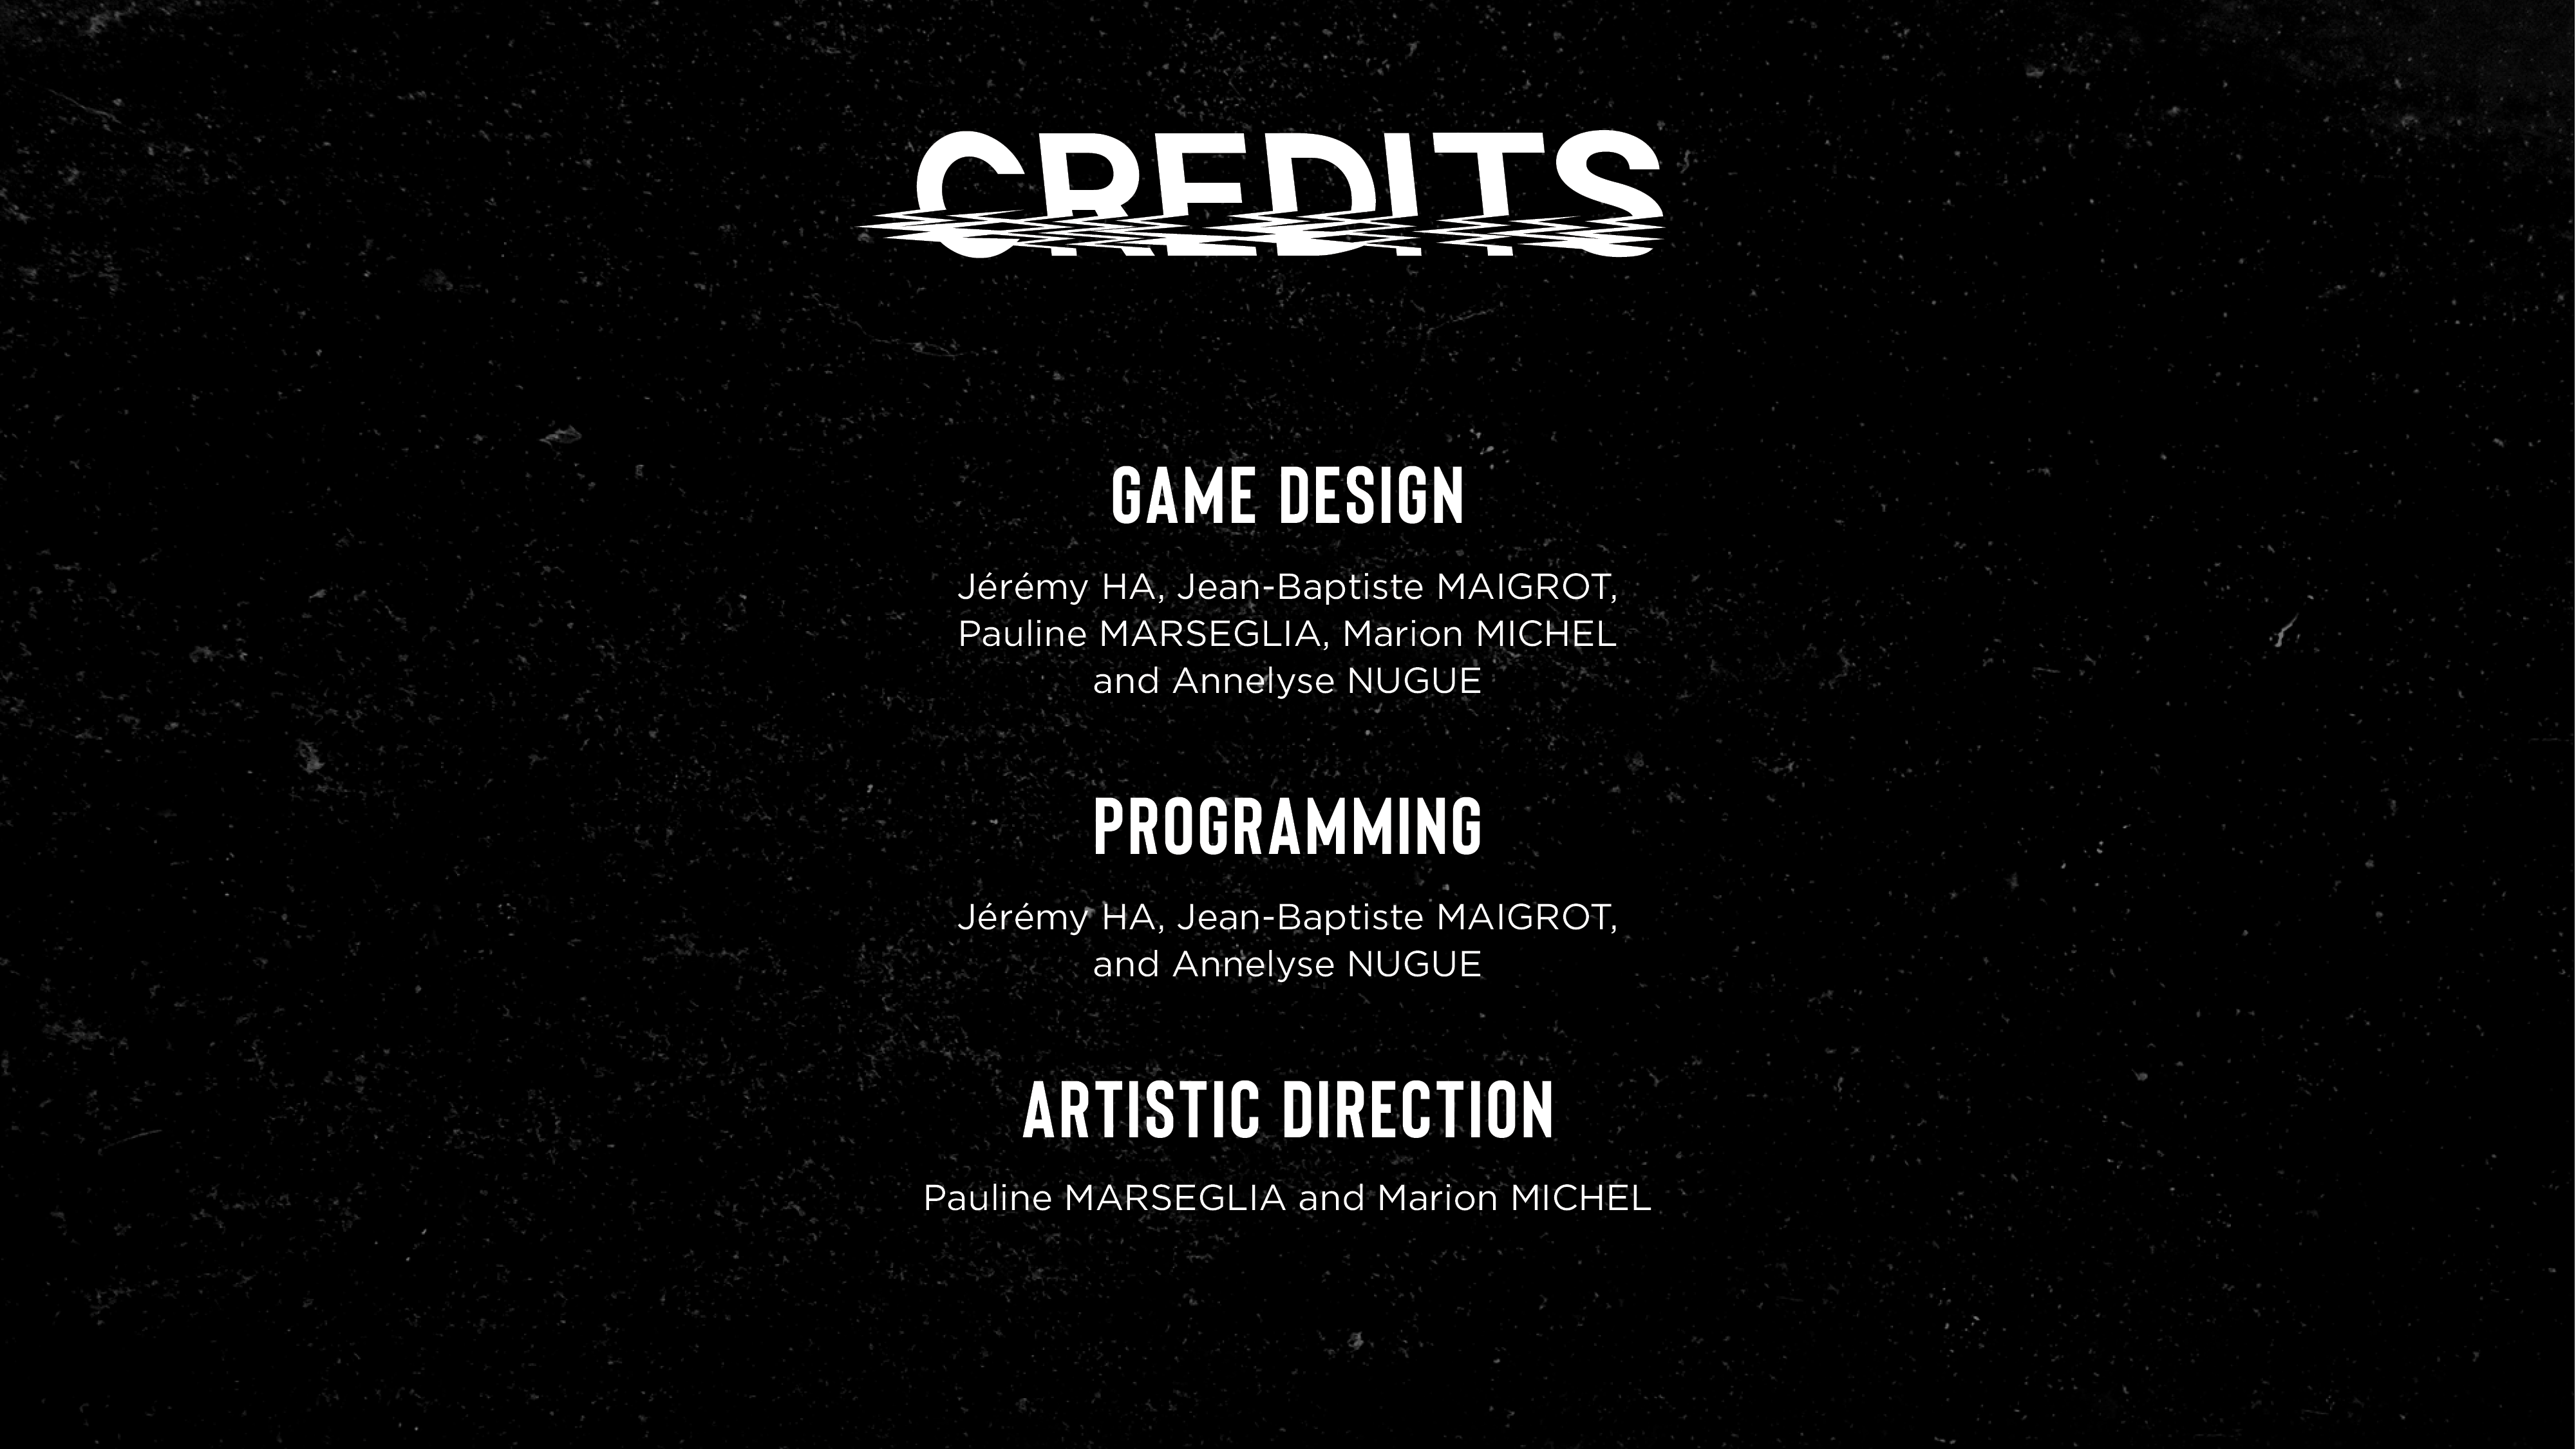 CREDITS
GAME DESIGN
Jérémy HA, Jean-Baptiste MAIGROT,
Pauline MARSEGLIA, Marion MICHEL
and Annelyse NUGUE
PROGRAMMING
Jérémy HA, Jean-Baptiste MAIGROT,
and Annelyse NUGUE
ARTISTIC DIRECTION
Pauline MARSEGLIA and Marion MICHEL